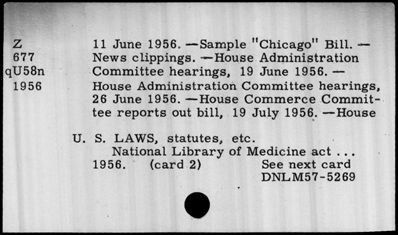 Z 11 June 1956. —Sample "Chicago" Bill. —
677 News clippings. —House Administration
qU58n Committee hearings, 19 June 1956. —
1956 House Administration Committee hearings,
26 June 1956. —House Commerce Commit-
tee reports out bill, 19 July 1956. —House
U. S. LAWS, statutes, etc.
National Library of Medicine act ...
1956. (card 2) See next card
DNLM57-5269